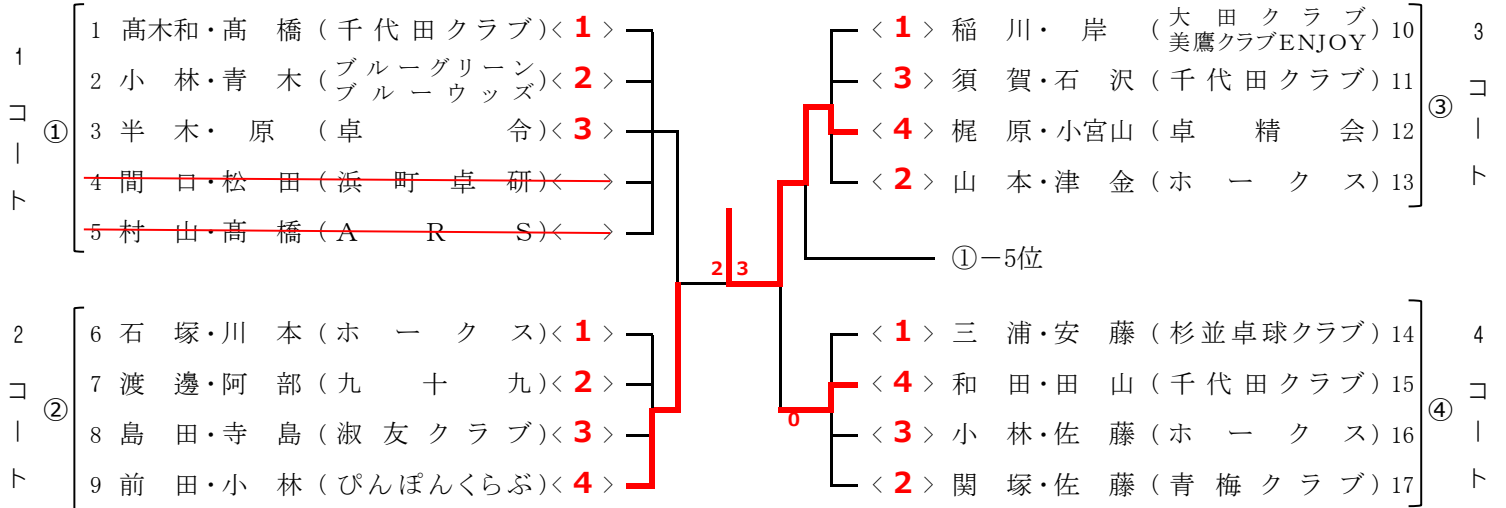 1コート
①
1 髙木和・髙 橋 (千代田クラブ)< 1 >
2 小 林・青 木 (ブルーグリーン ブルーウッズ)< 2 >
3 半 木・ 原 (卓 令)< 3 >
4 間 口・松 田 (浜 町 卓 研)< >
5 村 山・髙 橋 (A R S)< >
2コート
②
6 石 塚・川 本 (ホ ー ク ス)< 1 >
7 渡 邊・阿 部 (九 十 九)< 2 >
8 島 田・寺 島 (淑 友 ク ラ ブ)< 3 >
9 前 田・小 林 (ぴんぽんくらぶ)< 4 >
2 3
0
< 1 > 稲 川・ 岸 (大 田 ク ラ ブ 美鷹クラブENJOY) 10
< 3 > 須 賀・石 沢 (千代田クラブ) 11
< 4 > 梶 原・小宮山 (卓 精 会) 12
< 2 > 山 本・津 金 (ホ ー ク ス) 13
③
3コート
①－5位
< 1 > 三 浦・安 藤 (杉並卓球クラブ) 14
< 4 > 和 田・田 山 (千代田クラブ) 15
< 3 > 小 林・佐 藤 (ホ ー ク ス) 16
< 2 > 関 塚・佐 藤 (青 梅 ク ラ ブ) 17
④
4コート